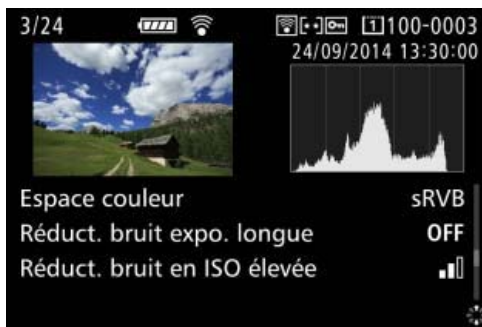 3/24 1 100-0003
24/09/2014 13:30:00
Espace couleur sRVB
Réduct. bruit expo. longue OFF
Réduct. bruit en ISO élevée